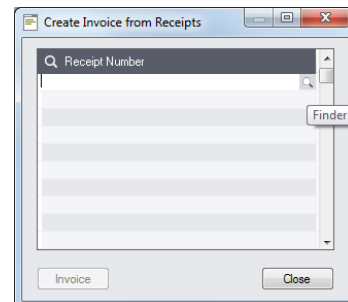 Create Invoice from Receipts
Receipt Number
Finder
Invoice
Close